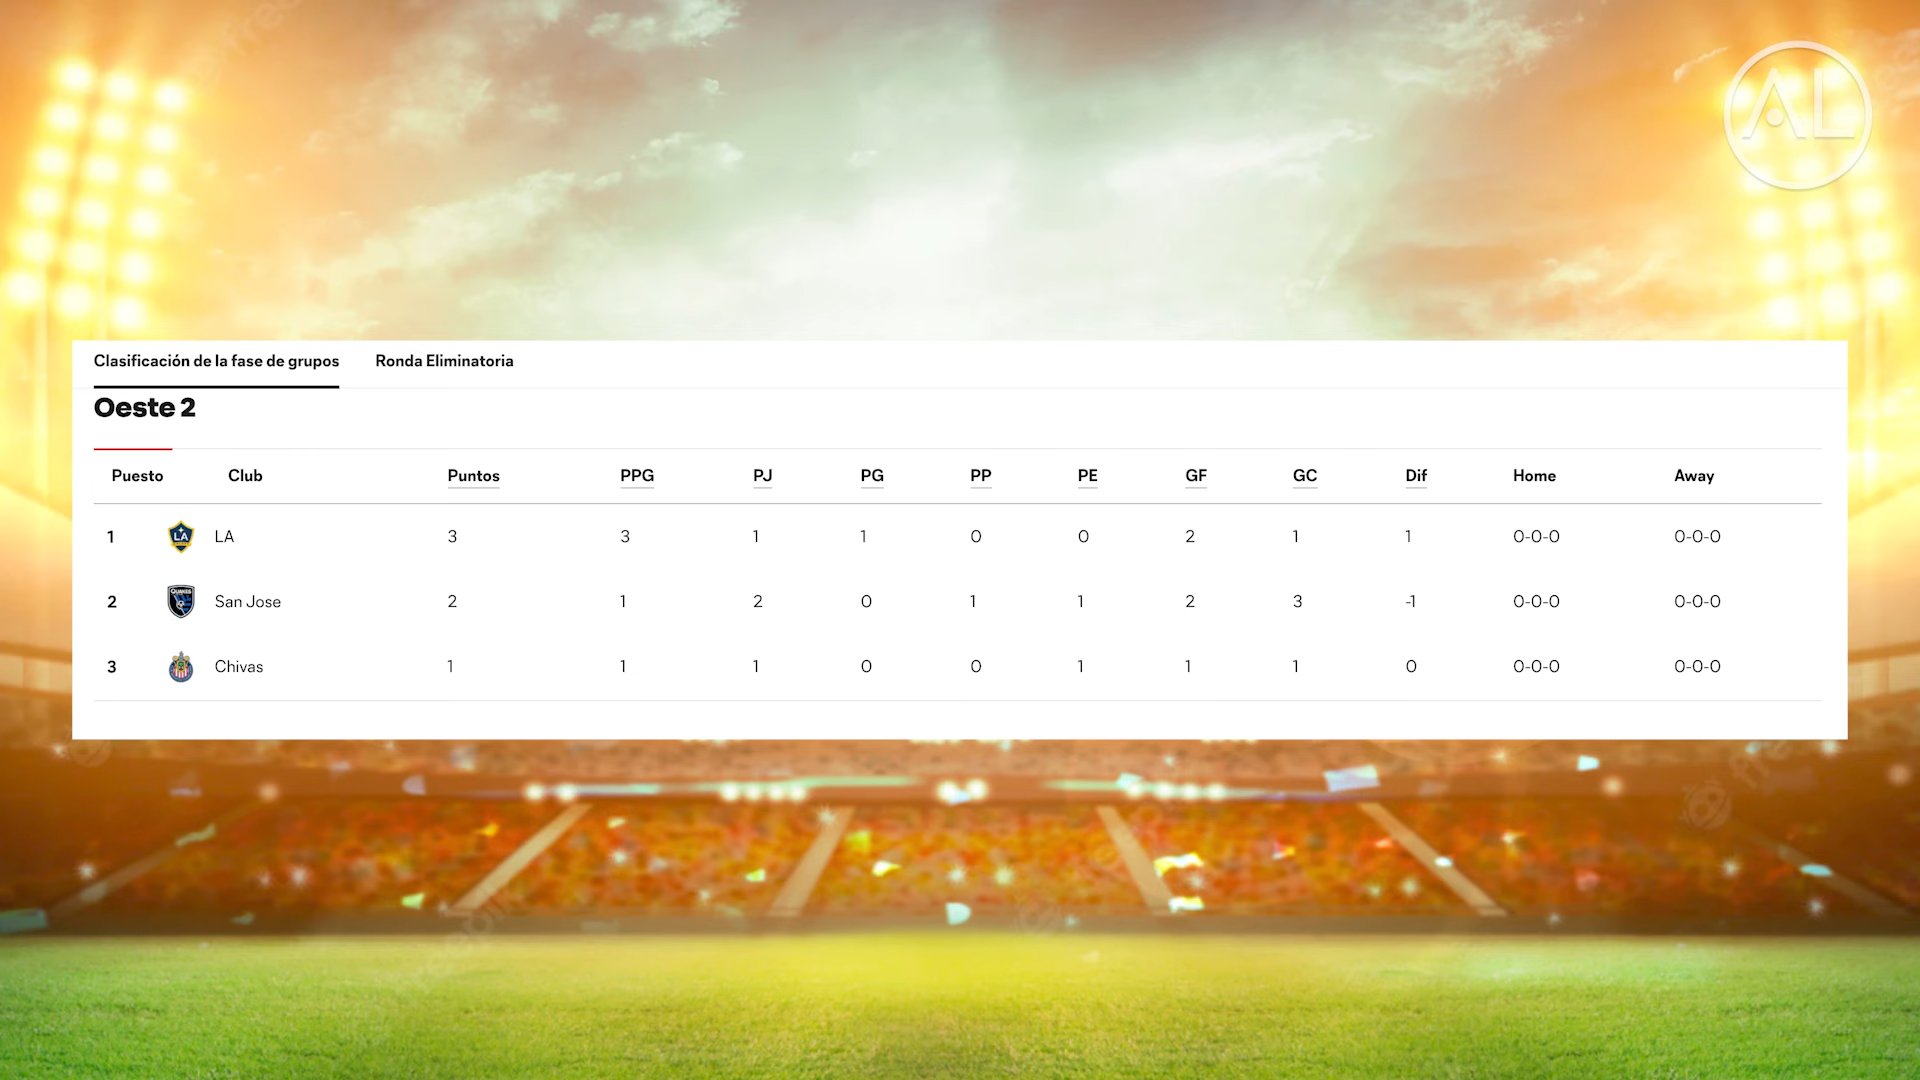 AL
Clasificación de la fase de grupos Ronda Eliminatoria
Oeste 2
Puesto Club Puntos PPG PJ PG PP PE GF GC Dif Home Away
1 LA LA 3 3 1 1 0 0 2 1 1 0-0-0 0-0-0
2 QUAKES San Jose 2 1 2 0 1 1 2 3 -1 0-0-0 0-0-0
3 Chivas 1 1 1 0 0 1 1 1 0 0-0-0 0-0-0